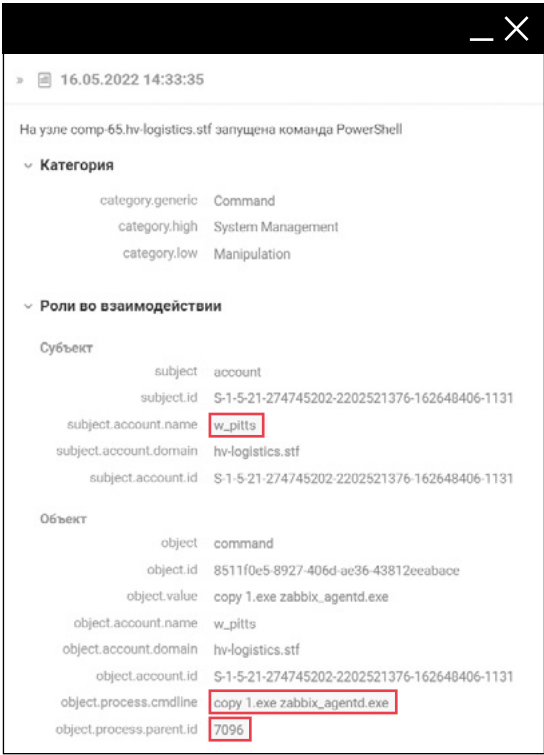 16.05.2022 14:33:35
На узле comp-65.hv-logistics.stf запущена команда PowerShell
Категория
category.generic Command
category.high System Management
category.low Manipulation
Роли во взаимодействии
Субъект
subject account
subject.id S-1-5-21-274745202-2202521376-162648406-1131
subject.account.name w_pitts
subject.account.domain hv-logistics.stf
subject.account.id S-1-5-21-274745202-2202521376-162648406-1131
Объект
object command
object.id 8511f0e5-8927-406d-ae36-43812eeabace
object.value copy 1.exe zabbix_agentd.exe
object.account.name w_pitts
object.account.domain hv-logistics.stf
object.account.id S-1-5-21-274745202-2202521376-162648406-1131
object.process.cmdline copy 1.exe zabbix_agentd.exe
object.process.parent.id 7096